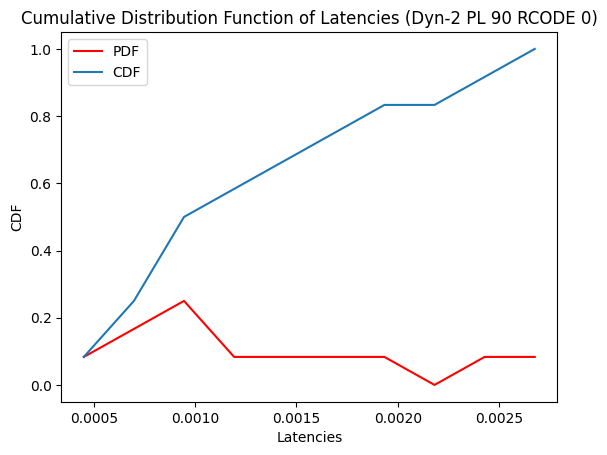 Cumulative Distribution Function of Latencies (Dyn-2 PL 90 RCODE 0)
PDF
CDF
CDF
1.0
0.8
0.6
0.4
0.2
0.0
0.0005 0.0010 0.0015 0.0020 0.0025
Latencies